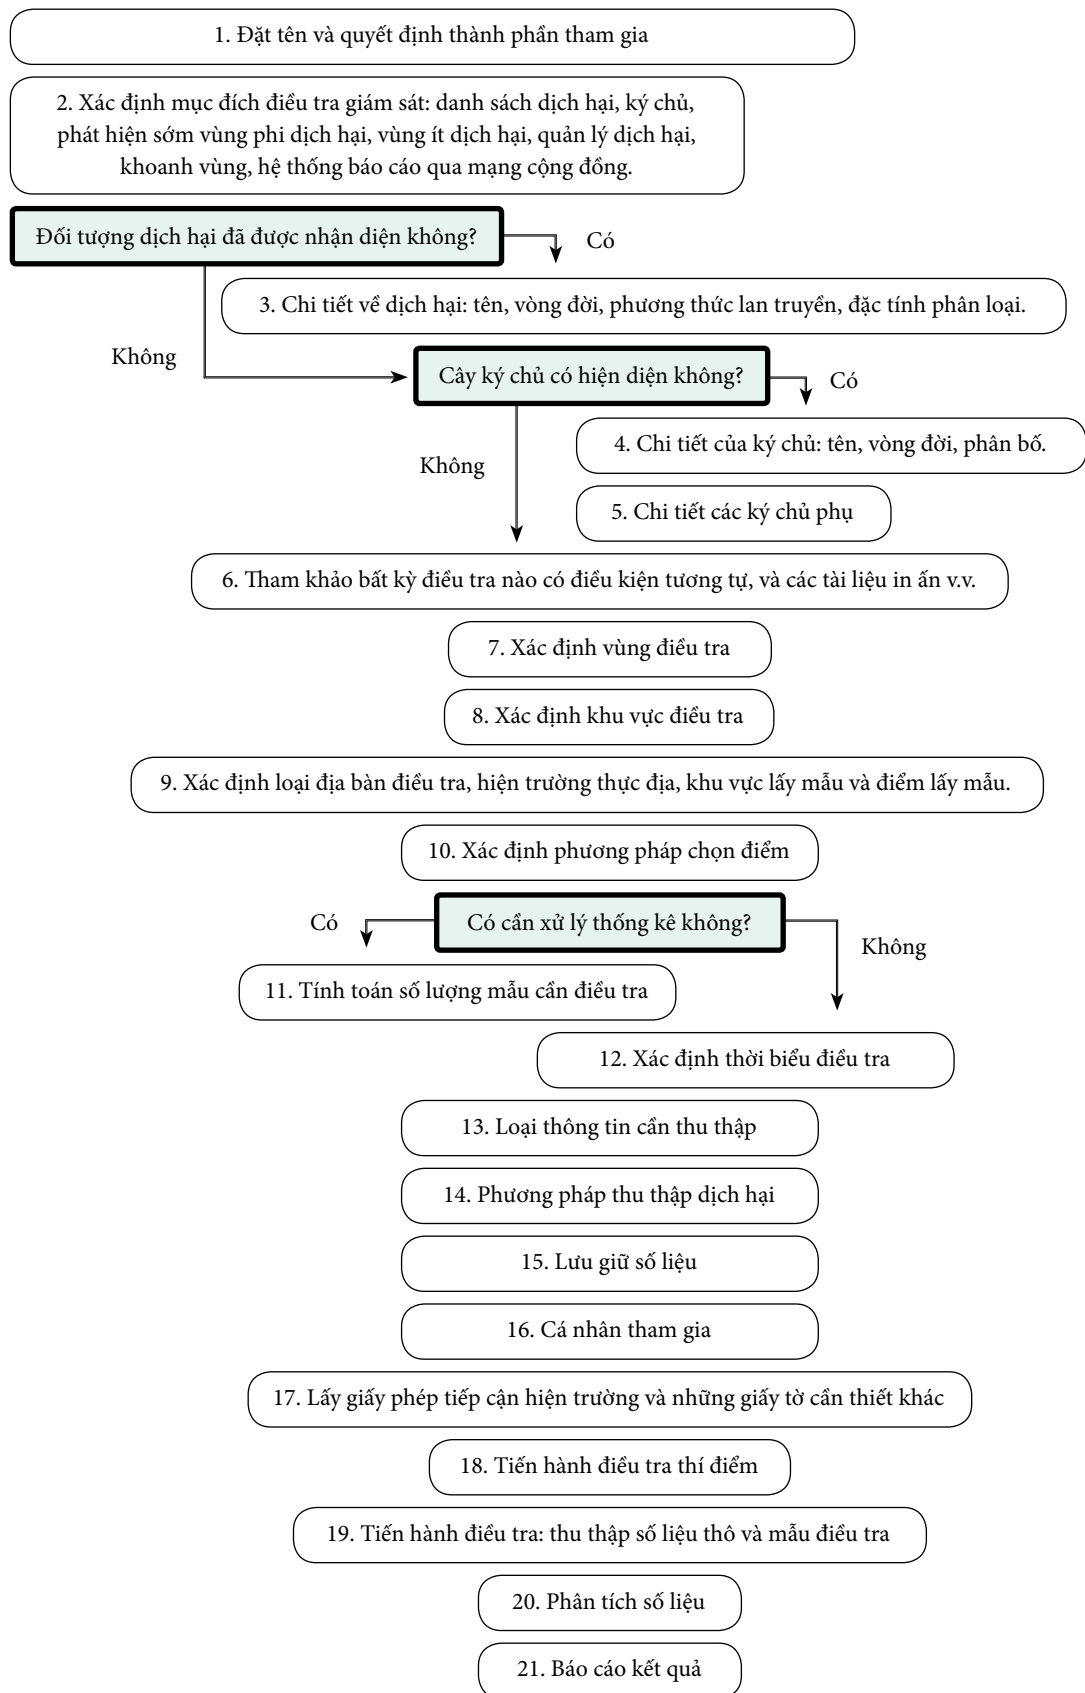 1. Đặt tên và quyết định thành phần tham gia
2. Xác định mục đích điều tra giám sát: danh sách dịch hại, ký chủ,
phát hiện sớm vùng phi dịch hại, vùng ít dịch hại, quản lý dịch hại,
khoanh vùng, hệ thống báo cáo qua mạng cộng đồng.
Đối tượng dịch hại đã được nhận diện không?
Có
3. Chi tiết về dịch hại: tên, vòng đời, phương thức lan truyền, đặc tính phân loại.
Không
Cây ký chủ có hiện diện không?
Có
4. Chi tiết của ký chủ: tên, vòng đời, phân bố.
Không
5. Chi tiết các ký chủ phụ
6. Tham khảo bất kỳ điều tra nào có điều kiện tương tự, và các tài liệu in ấn v.v.
7. Xác định vùng điều tra
8. Xác định khu vực điều tra
9. Xác định loại địa bàn điều tra, hiện trường thực địa, khu vực lấy mẫu và điểm lấy mẫu.
10. Xác định phương pháp chọn điểm
Có
Có cần xử lý thống kê không?
Không
11. Tính toán số lượng mẫu cần điều tra
12. Xác định thời biểu điều tra
13. Loại thông tin cần thu thập
14. Phương pháp thu thập dịch hại
15. Lưu giữ số liệu
16. Cá nhân tham gia
17. Lấy giấy phép tiếp cận hiện trường và những giấy tờ cần thiết khác
18. Tiến hành điều tra thí điểm
19. Tiến hành điều tra: thu thập số liệu thô và mẫu điều tra
20. Phân tích số liệu
21. Báo cáo kết quả